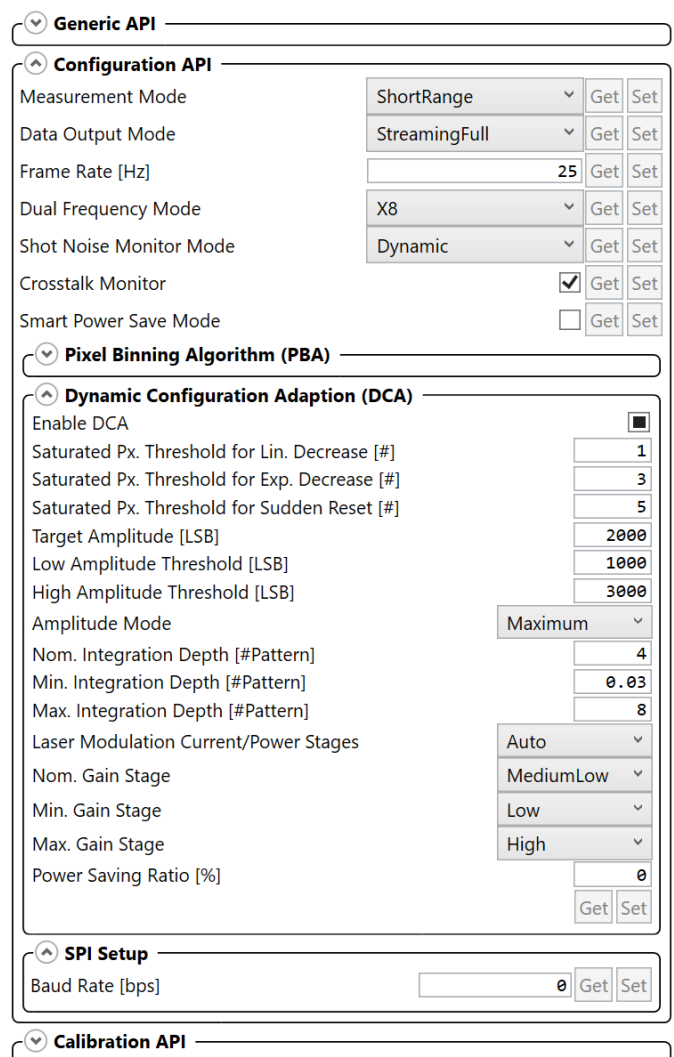 Generic API
Configuration API
Measurement Mode ShortRange Get Set
Data Output Mode StreamingFull Get Set
Frame Rate [Hz] 25 Get Set
Dual Frequency Mode X8 Get Set
Shot Noise Monitor Mode Dynamic Get Set
Crosstalk Monitor Get Set
Smart Power Save Mode Get Set
Pixel Binning Algorithm (PBA)
Dynamic Configuration Adaption (DCA)
Enable DCA
Saturated Px. Threshold for Lin. Decrease [#] 1
Saturated Px. Threshold for Exp. Decrease [#] 3
Saturated Px. Threshold for Sudden Reset [#] 5
Target Amplitude [LSB] 2000
Low Amplitude Threshold [LSB] 1000
High Amplitude Threshold [LSB] 3000
Amplitude Mode Maximum
Nom. Integration Depth [#Pattern] 4
Min. Integration Depth [#Pattern] 0.03
Max. Integration Depth [#Pattern] 8
Laser Modulation Current/Power Stages Auto
Nom. Gain Stage MediumLow
Min. Gain Stage Low
Max. Gain Stage High
Power Saving Ratio [%] 0
Get Set
SPI Setup
Baud Rate [bps] 0 Get Set
Calibration API